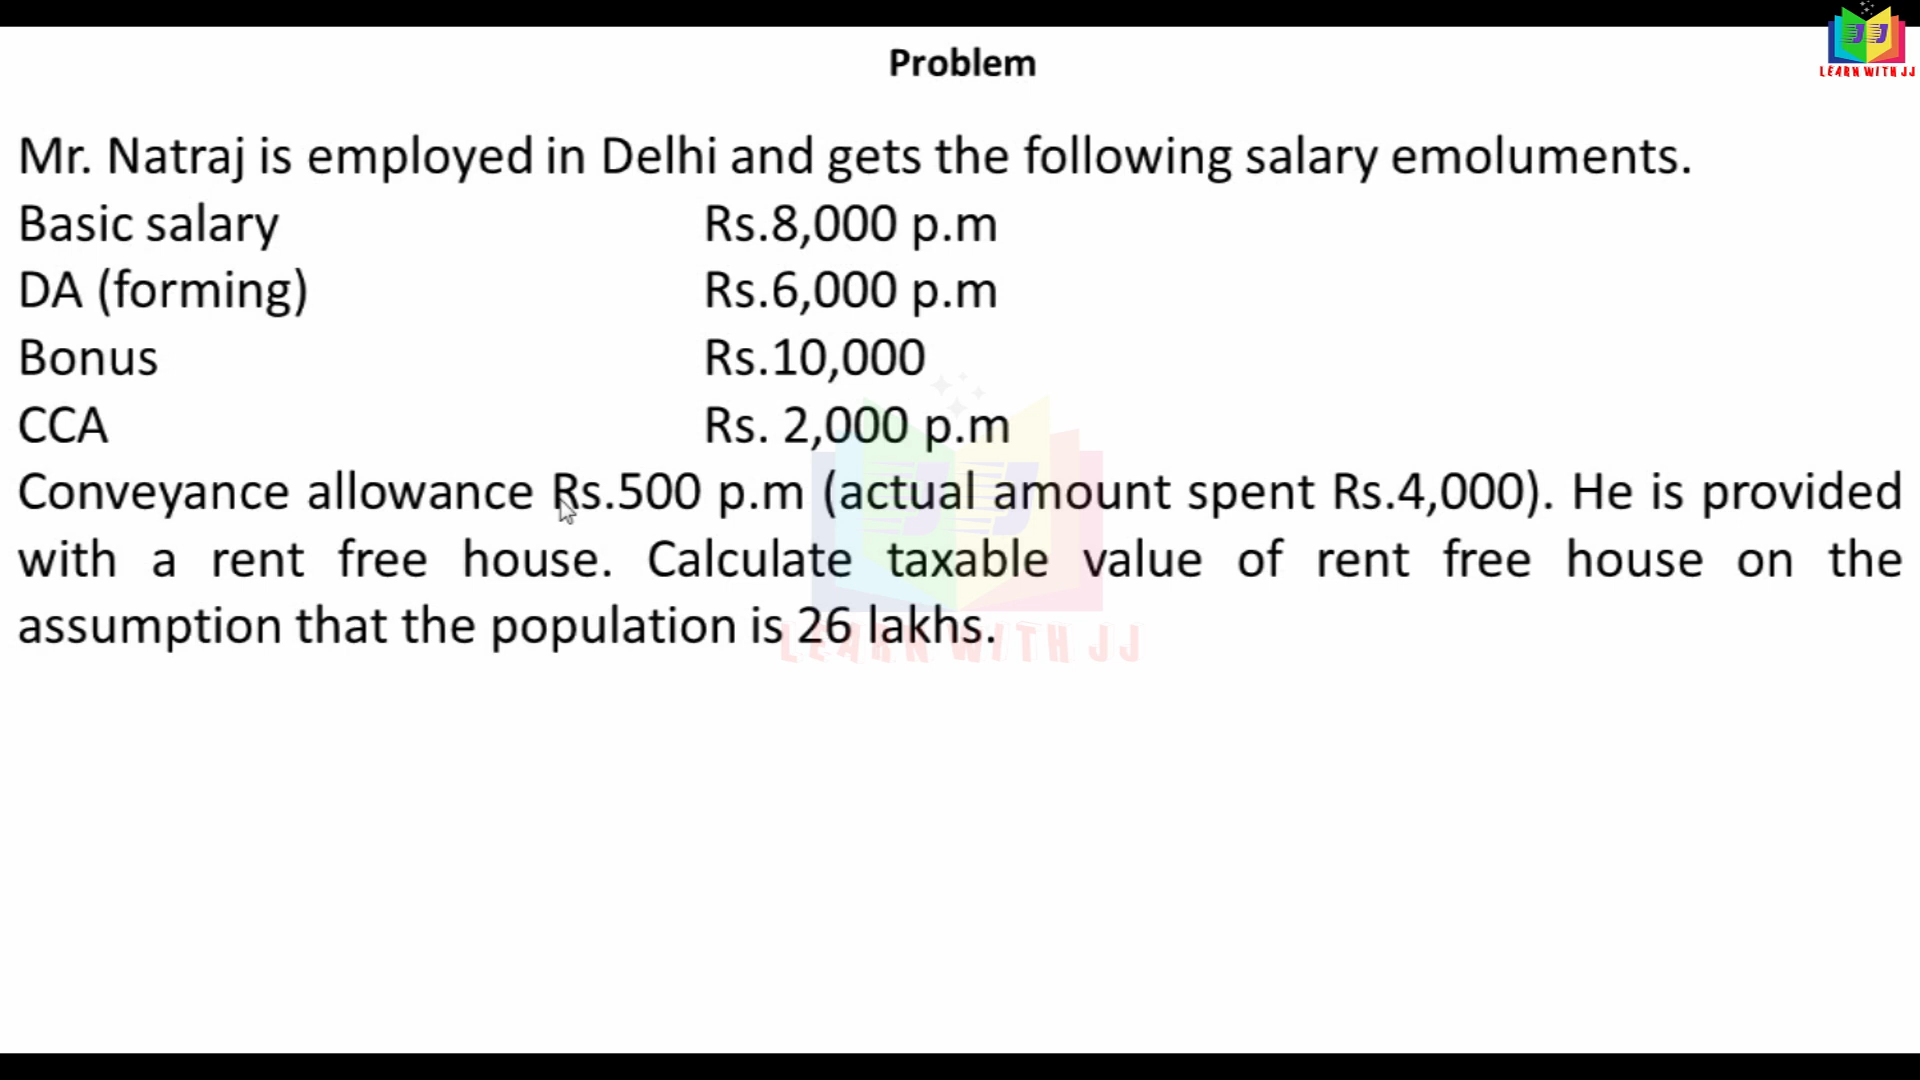 LEARN WITH JJ
Problem
Mr. Natraj is employed in Delhi and gets the following salary emoluments.
Basic salary Rs.8,000 p.m
DA (forming) Rs.6,000 p.m
Bonus Rs.10,000
CCA Rs. 2,000 p.m
Conveyance allowance Rs.500 p.m (actual amount spent Rs.4,000). He is provided
with a rent free house. Calculate taxable value of rent free house on the
assumption that the population is 26 lakhs.
LEARN WITH JJ